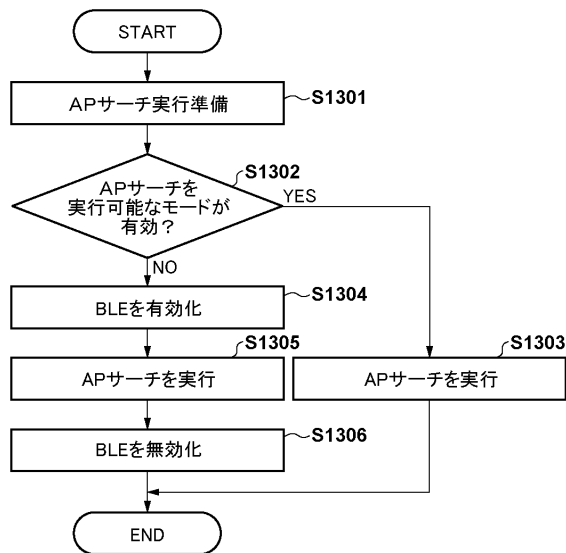 START
APサーチ実行準備
S1301
S1302
APサーチを
実行可能なモードが
有効?
YES
NO
BLEを有効化
S1304
S1305
APサーチを実行
S1303
APサーチを実行
BLEを無効化
S1306
END